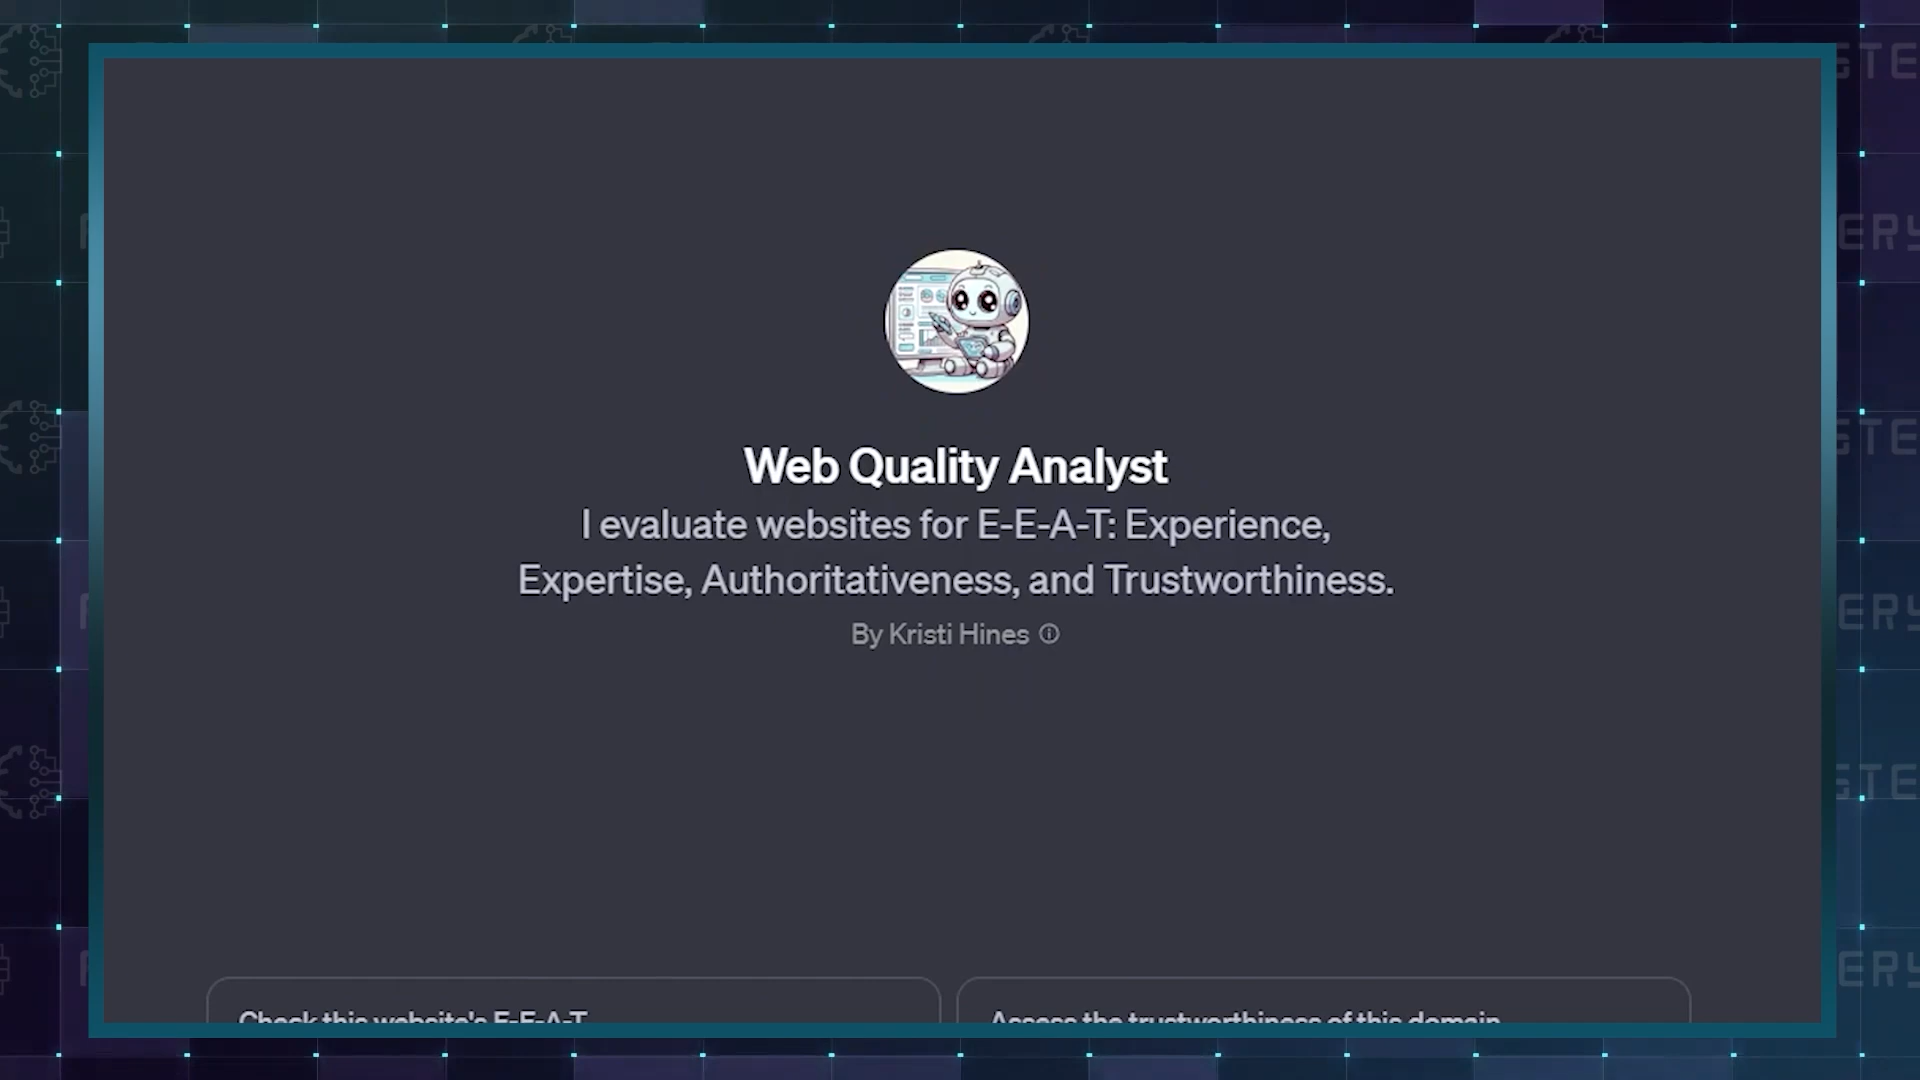 Web Quality Analyst
I evaluate websites for E-E-A-T: Experience,
Expertise, Authoritativeness, and Trustworthiness.
By Kristi Hines
Check this website's E-E-A-T
Assess the trustworthiness of this domain